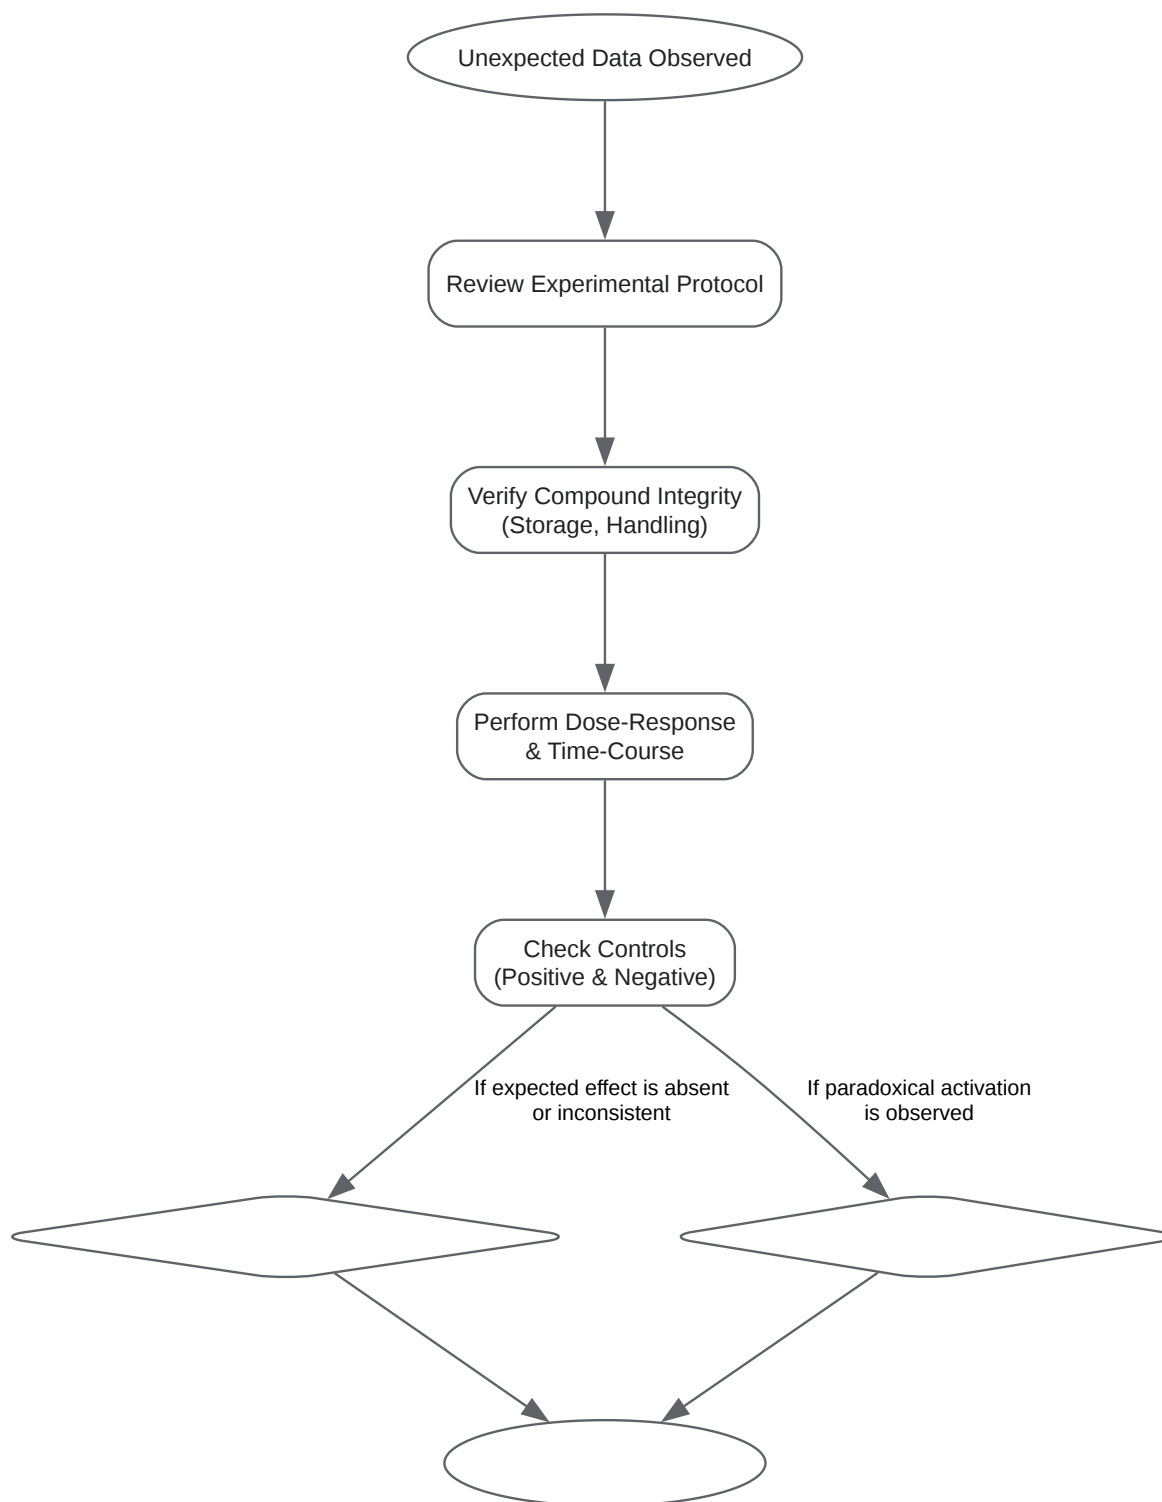 Unexpected Data Observed
Review Experimental Protocol
Verify Compound Integrity
(Storage, Handling)
Perform Dose-Response
& Time-Course
Check Controls
(Positive & Negative)
If expected effect is absent
or inconsistent
If paradoxical activation
is observed